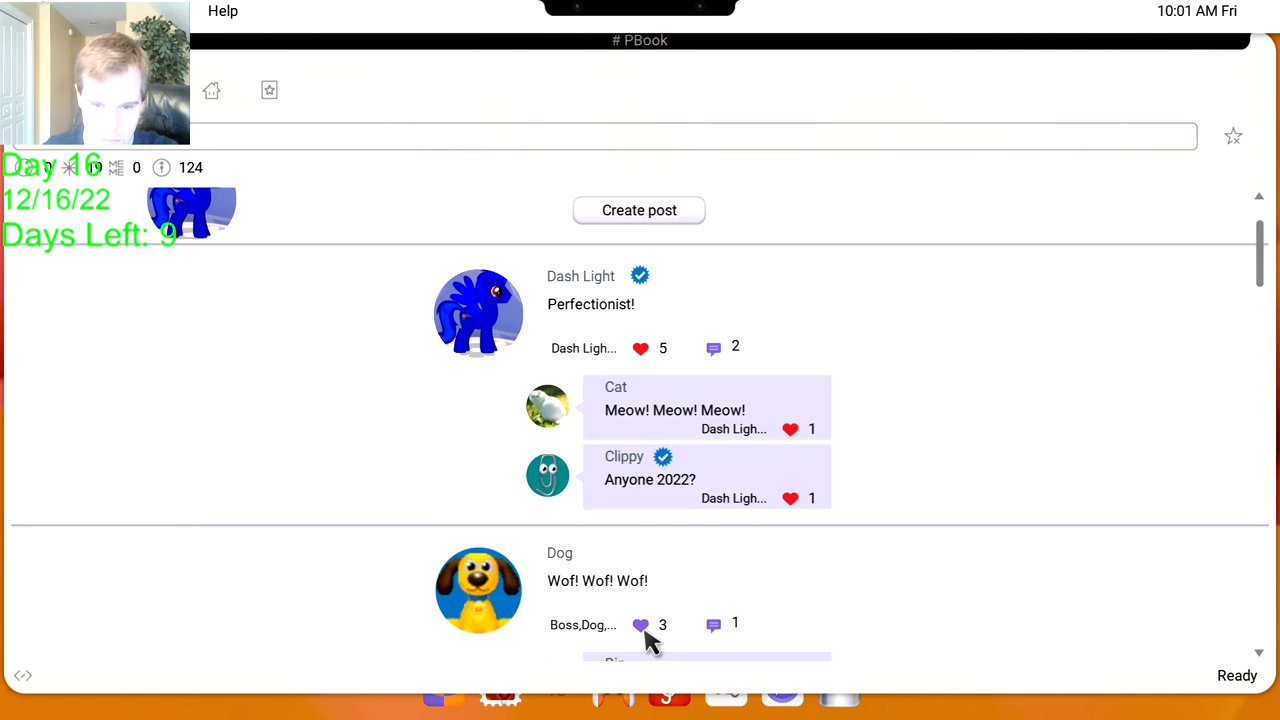 Help
10:01 AM Fri
# PBook
Day 16
0 19 0 124
12/16/22
Days Left: 9
Create post
Dash Light
Perfectionist!
Dash Ligh... 5 2
Cat
Meow! Meow! Meow!
Dash Ligh... 1
Clippy
Anyone 2022?
Dash Ligh... 1
Dog
Wof! Wof! Wof!
Boss,Dog,... 3 1
Ready